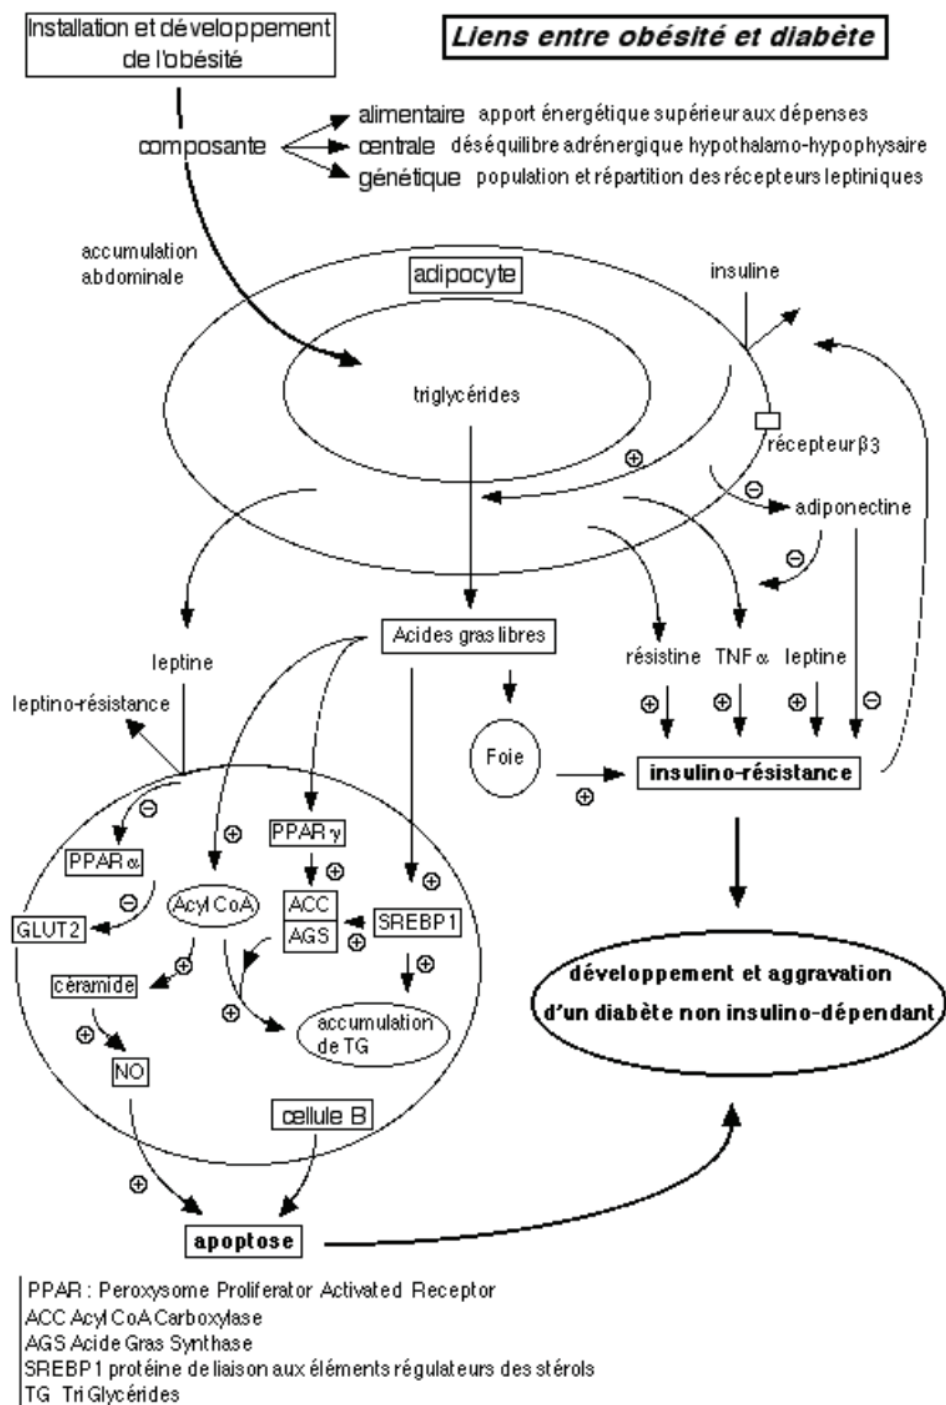 Installation et développement
de l'obésité
Liens entre obésité et diabète
composante
alimentaire apport énergétique supérieur aux dépenses
centrale déséquilibre adrénergique hypothalamo-hypophysaire
génétique population et répartition des récepteurs leptiniques
accumulation
abdominale
adipocyte
insuline
triglycérides
récepteur β3
+
-
adiponectine
-
Acides gras libres
leptine
résistine TNF α leptine
leptino-résistance
+ + + -
Foie
insulino-résistance
+
-
+
PPAR γ
PPAR α
+
+
-
Acyl CoA
ACC
SREBP1
GLUT2
AGS
+
+
+
céramide
développement et aggravation
d'un diabète non insulino-dépendant
+
+
accumulation
de TG
NO
cellule B
+
apoptose
PPAR : Peroxysome Proliferator Activated Receptor
ACC Acyl CoA Carboxylase
AGS Acide Gras Synthase
SREBP1 protéine de liaison aux éléments régulateurs des stérols
TG Tri Glycérides